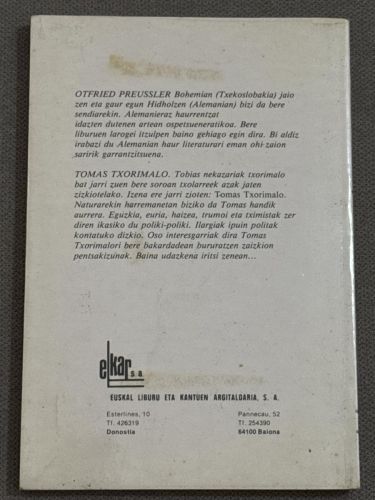 OTFRIED PREUSSLER Bohemian (Txekoslobakia) jaio
zen eta gaur egun Hidholzen (Alemanian) bizi da bere
sendiarekin. Alemanieraz haurrentzat
idazten dutenen artean ospetsueneratikoa. Bere
liburuen larogei itzulpen baino gehiago egin dira. Bi aldiz
irabazi du Alemanian haur literaturari eman ohi-zaion
saririk garrantzitsuena.
TOMAS TXORIMALO. Tobias nekazariak txorimalo
bat jarri zuen bere soroan txolarreek azak jaten
zizkiotelako. Izena ere jarri zioten: Tomas Txorimalo.
Naturarekin harremanetan biziko da Tomas handik
aurrera. Eguzkia, euria, haizea, trumoi eta tximistak zer
diren ikasiko du poliki-poliki. Ilargiak ipuin politak
kontatuko dizkio. Oso interesgarriak dira Tomas
Txorimalori bere bakardadean bururatzen zaizkion
pentsakizunak. Baina udazkena iritsi zenean...
elkar s.a.
EUSKAL LIBURU ETA KANTUEN ARGITALDARIA, S. A.
Esterlines, 10 Pannecau, 52
Tf. 426319 Tf. 254390
Donostia 64100 Baiona